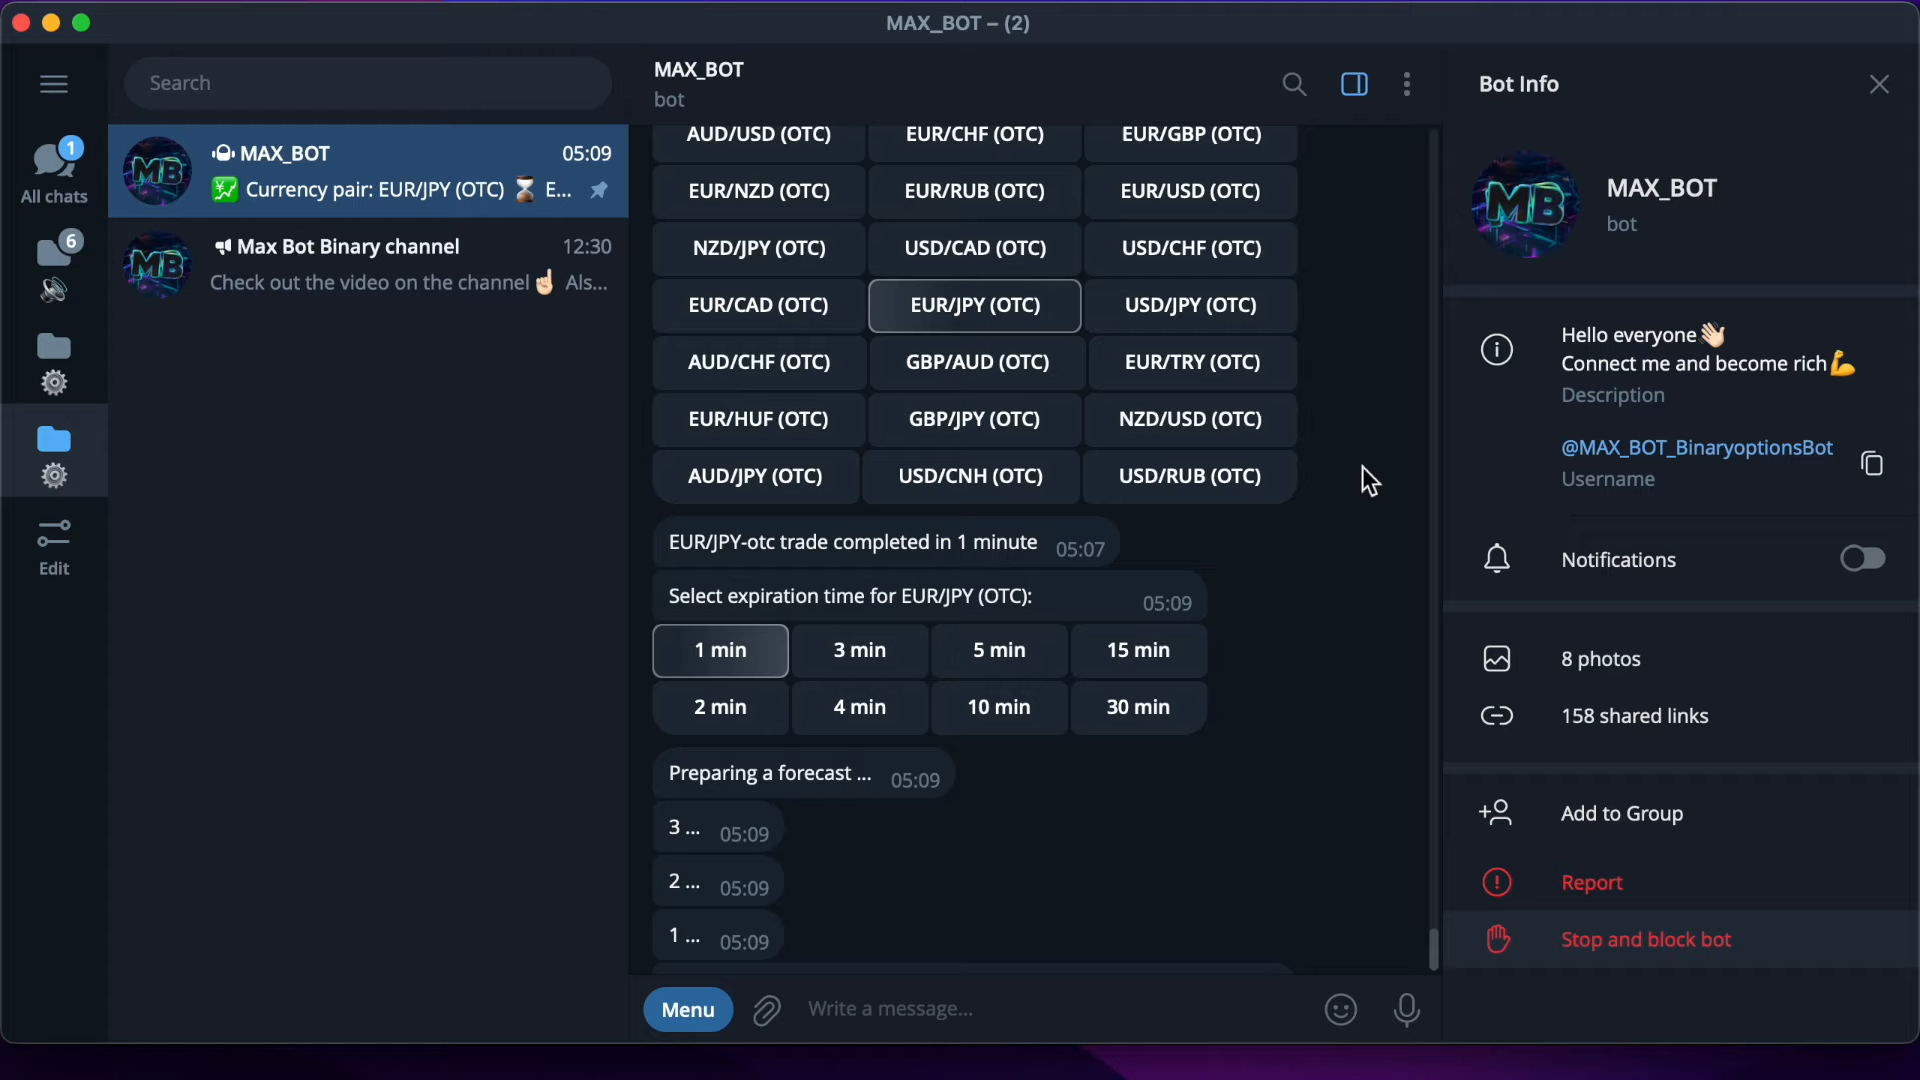 MAX_BOT – (2)
Search
1
All chats
6
Edit
MB
MAX_BOT
05:09
Currency pair: EUR/JPY (OTC) ⏳ E...
MB
Max Bot Binary channel
12:30
Check out the video on the channel☝🏻 Als...
MAX_BOT
bot
AUD/USD (OTC)
EUR/CHF (OTC)
EUR/GBP (OTC)
EUR/NZD (OTC)
EUR/RUB (OTC)
EUR/USD (OTC)
NZD/JPY (OTC)
USD/CAD (OTC)
USD/CHF (OTC)
EUR/CAD (OTC)
EUR/JPY (OTC)
USD/JPY (OTC)
AUD/CHF (OTC)
GBP/AUD (OTC)
EUR/TRY (OTC)
EUR/HUF (OTC)
GBP/JPY (OTC)
NZD/USD (OTC)
AUD/JPY (OTC)
USD/CNH (OTC)
USD/RUB (OTC)
EUR/JPY-otc trade completed in 1 minute 05:07
Select expiration time for EUR/JPY (OTC): 05:09
1 min
3 min
5 min
15 min
2 min
4 min
10 min
30 min
Preparing a forecast ... 05:09
3 ... 05:09
2 ... 05:09
1 ... 05:09
Menu
Write a message...
Bot Info
MB
MAX_BOT
bot
Hello everyone👋🏻
Connect me and become rich💪
Description
@MAX_BOT_BinaryoptionsBot
Username
Notifications
8 photos
158 shared links
Add to Group
Report
Stop and block bot